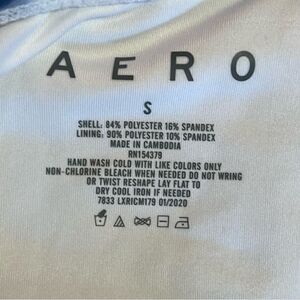 AERO
S
SHELL: 84% POLYESTER 16% SPANDEX
LINING: 90% POLYESTER 10% SPANDEX
MADE IN CAMBODIA
RN154379
HAND WASH COLD WITH LIKE COLORS ONLY
NON-CHLORINE BLEACH WHEN NEEDED DO NOT WRING
OR TWIST RESHAPE LAY FLAT TO
DRY COOL IRON IF NEEDED
7833 LXRICM179 01/2020